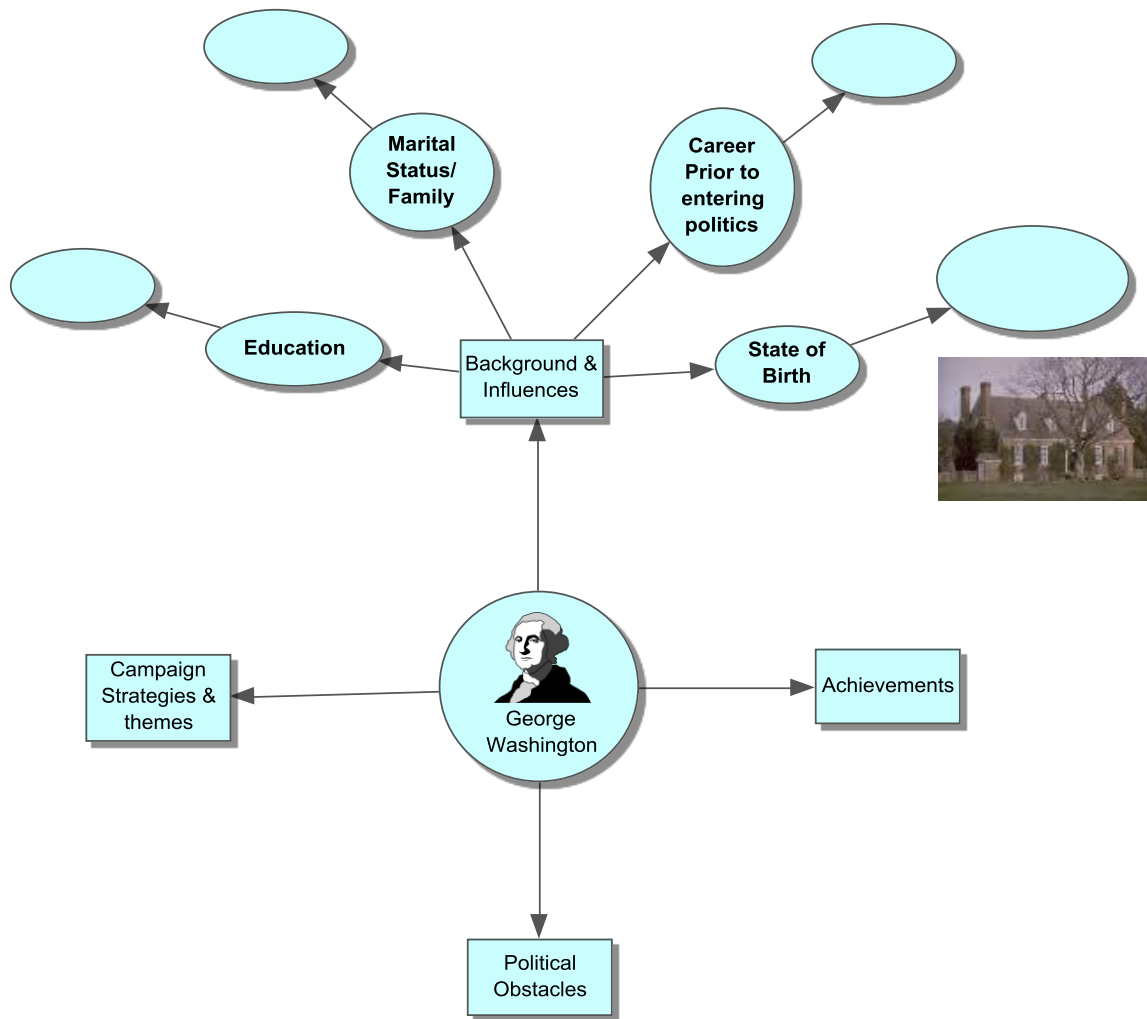 Marital
Status/
Family
Career
Prior to
entering
politics
Education
Background &
Influences
State of
Birth
Campaign
Strategies &
themes
George
Washington
Achievements
Political
Obstacles